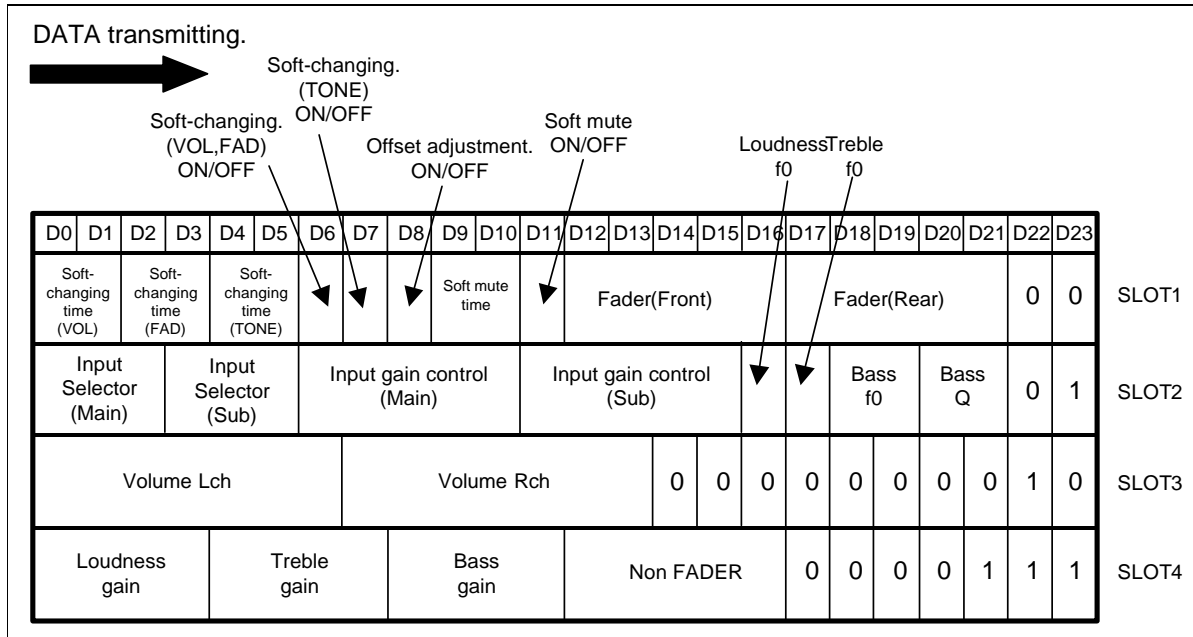 DATA transmitting.
Soft-changing.
(TONE)
ON/OFF
Soft-changing.
(VOL,FAD)
ON/OFF
Offset adjustment.
ON/OFF
Soft mute
ON/OFF
Loudness
f0
Treble
f0
D0 D1 D2 D3 D4 D5 D6 D7 D8 D9 D10 D11 D12 D13 D14 D15 D16 D17 D18 D19 D20 D21 D22 D23
Soft-
changing
time
(VOL)
Soft-
changing
time
(FAD)
Soft-
changing
time
(TONE)
Soft mute
time
Fader(Front)
Fader(Rear)
0 0
SLOT1
Input
Selector
(Main)
Input
Selector
(Sub)
Input gain control
(Main)
Input gain control
(Sub)
Bass
f0
Bass
Q
0 1
SLOT2
Volume Lch
Volume Rch
0 0 0 0 0 0 0 0 1 0
SLOT3
Loudness
gain
Treble
gain
Bass
gain
Non FADER
0 0 0 0 1 1 1
SLOT4